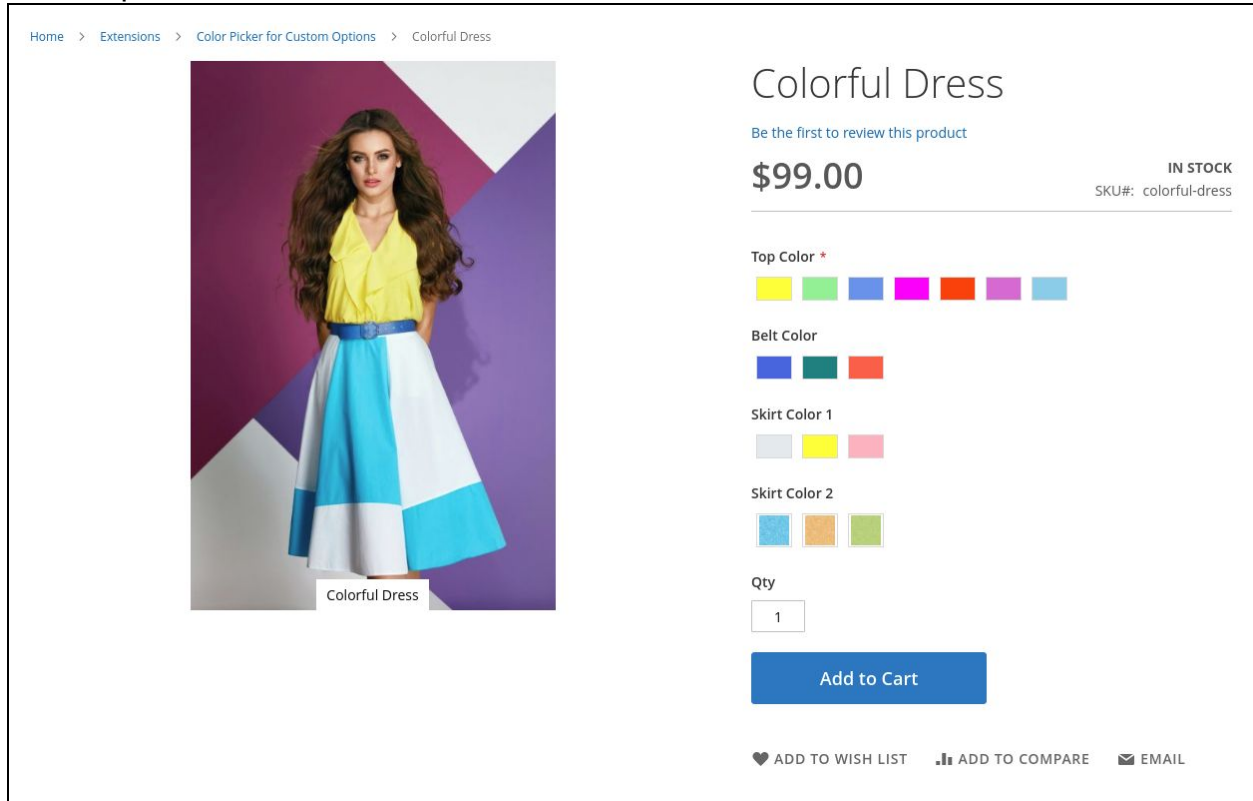 Home > Extensions > Color Picker for Custom Options > Colorful Dress
Colorful Dress
Be the first to review this product
$99.00
IN STOCK
SKU#: colorful-dress
Top Color *
Belt Color
Skirt Color 1
Skirt Color 2
Colorful Dress
Qty
1
Add to Cart
ADD TO WISH LIST ADD TO COMPARE EMAIL